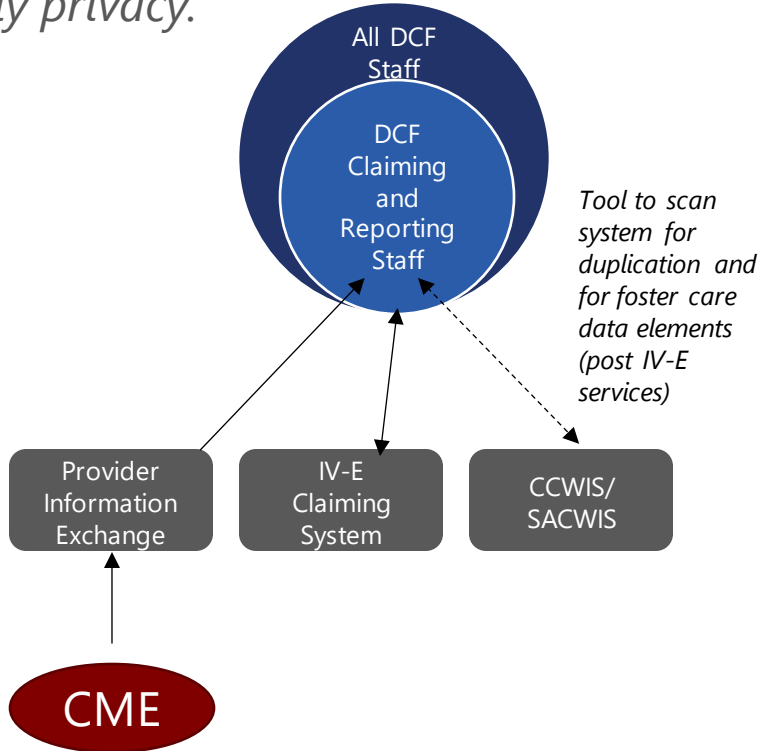 ly privacy.
All DCF
Staff
DCF
Claiming
and
Reporting
Staff
Tool to scan
system for
duplication and
for foster care
data elements
(post IV-E
services)
Provider
Information
Exchange
IV-E
Claiming
System
CCWIS/
SACWIS
CME